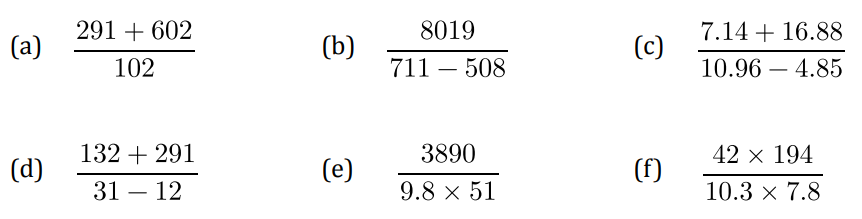 (a) 291 + 602 / 102
(b) 8019 / 711 − 508
(c) 7.14 + 16.88 / 10.96 − 4.85
(d) 132 + 291 / 31 − 12
(e) 3890 / 9.8 × 51
(f) 42 × 194 / 10.3 × 7.8